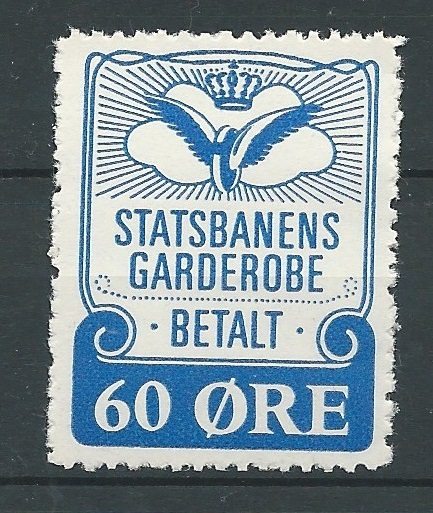 STATSBANENS
GARDEROBE
· BETALT ·
60 ØRE